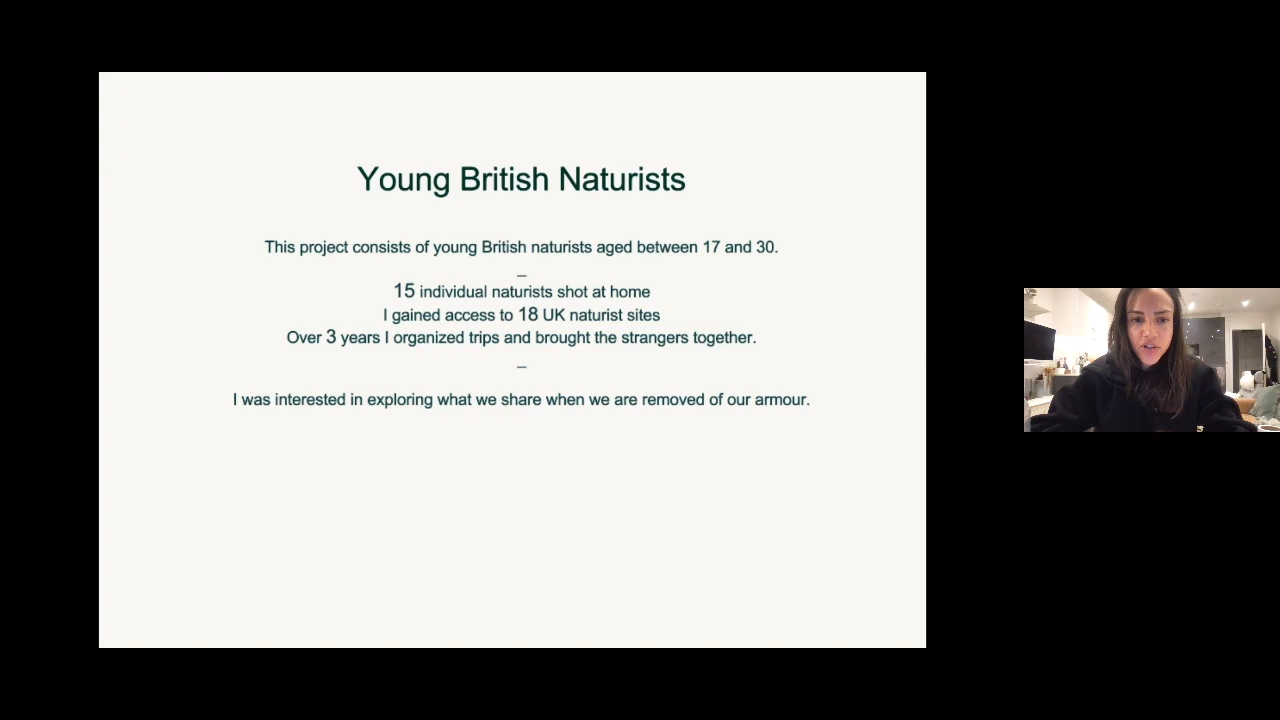 Young British Naturists
This project consists of young British naturists aged between 17 and 30.
–
15 individual naturists shot at home
I gained access to 18 UK naturist sites
Over 3 years I organized trips and brought the strangers together.
–
I was interested in exploring what we share when we are removed of our armour.